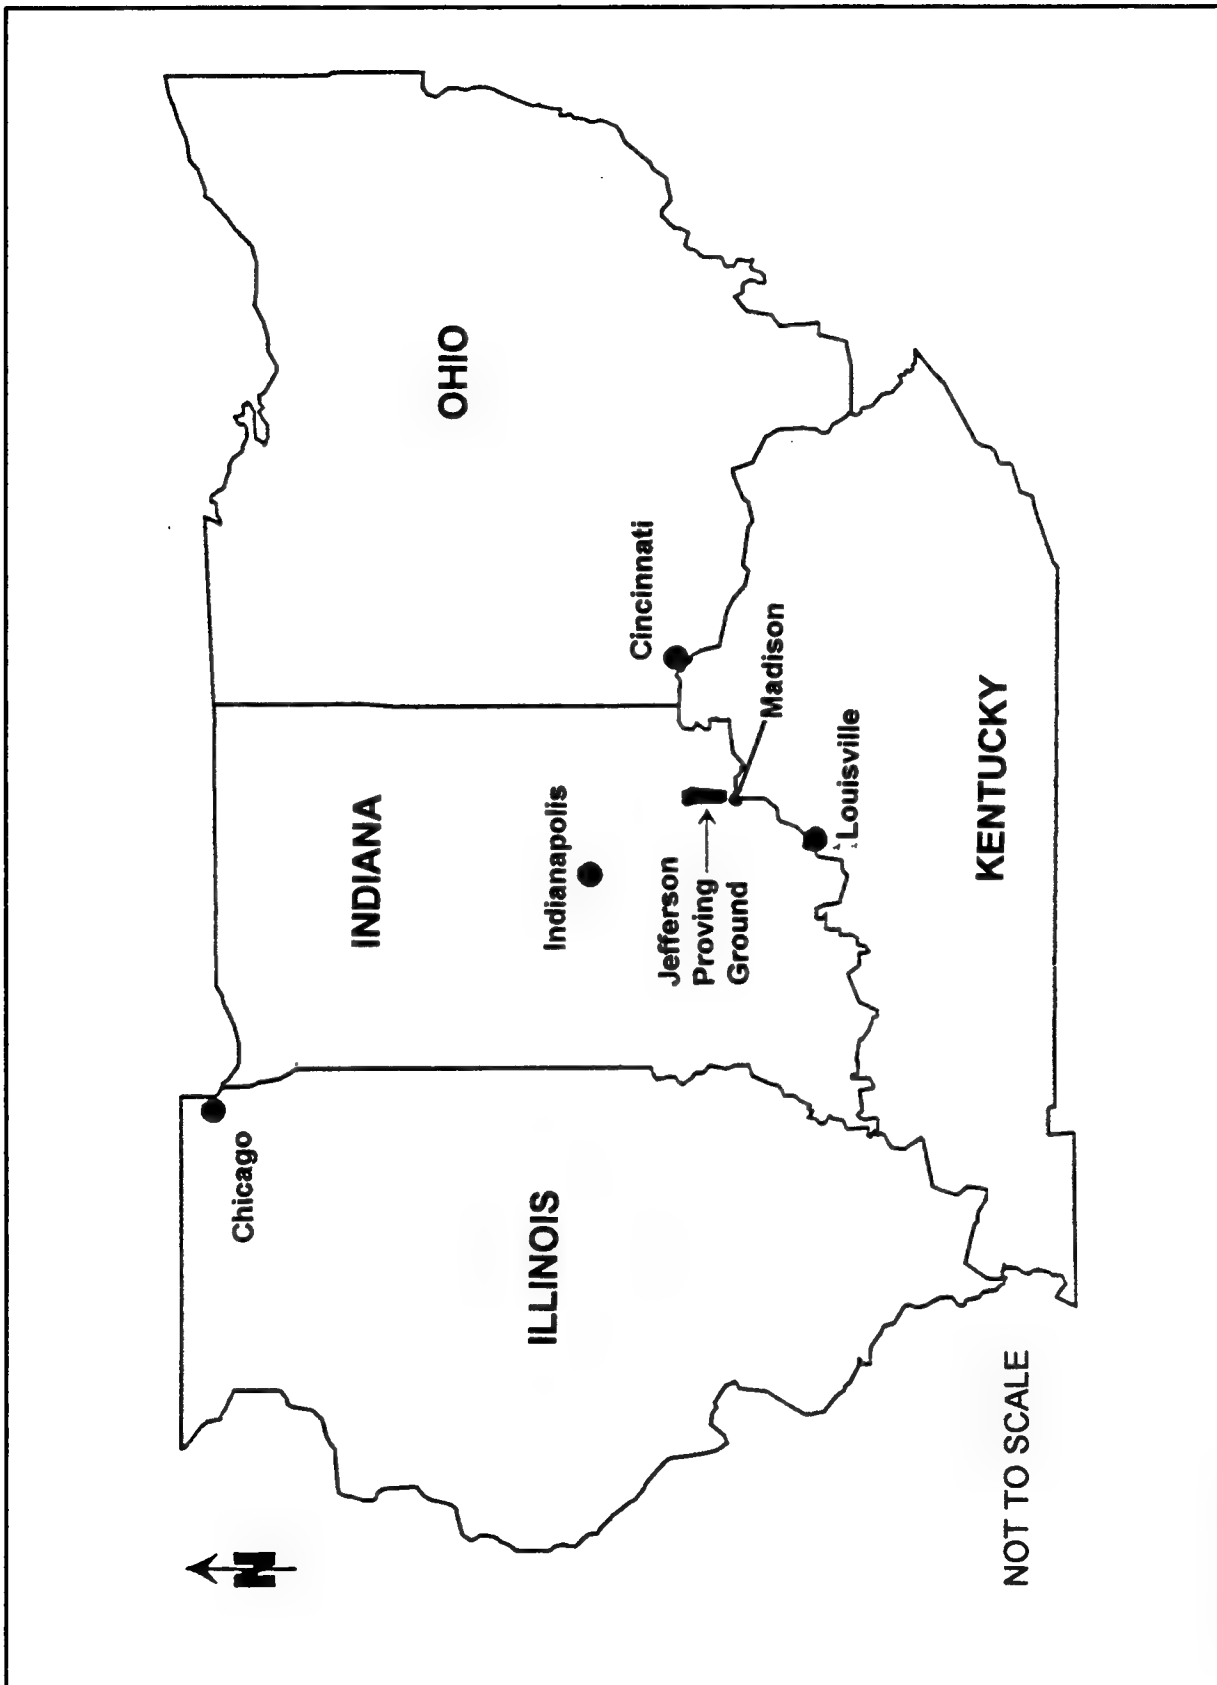 N
Chicago
ILLINOIS
INDIANA
Indianapolis
OHIO
Cincinnati
Jefferson
Proving
Ground
Madison
Louisville
KENTUCKY
NOT TO SCALE